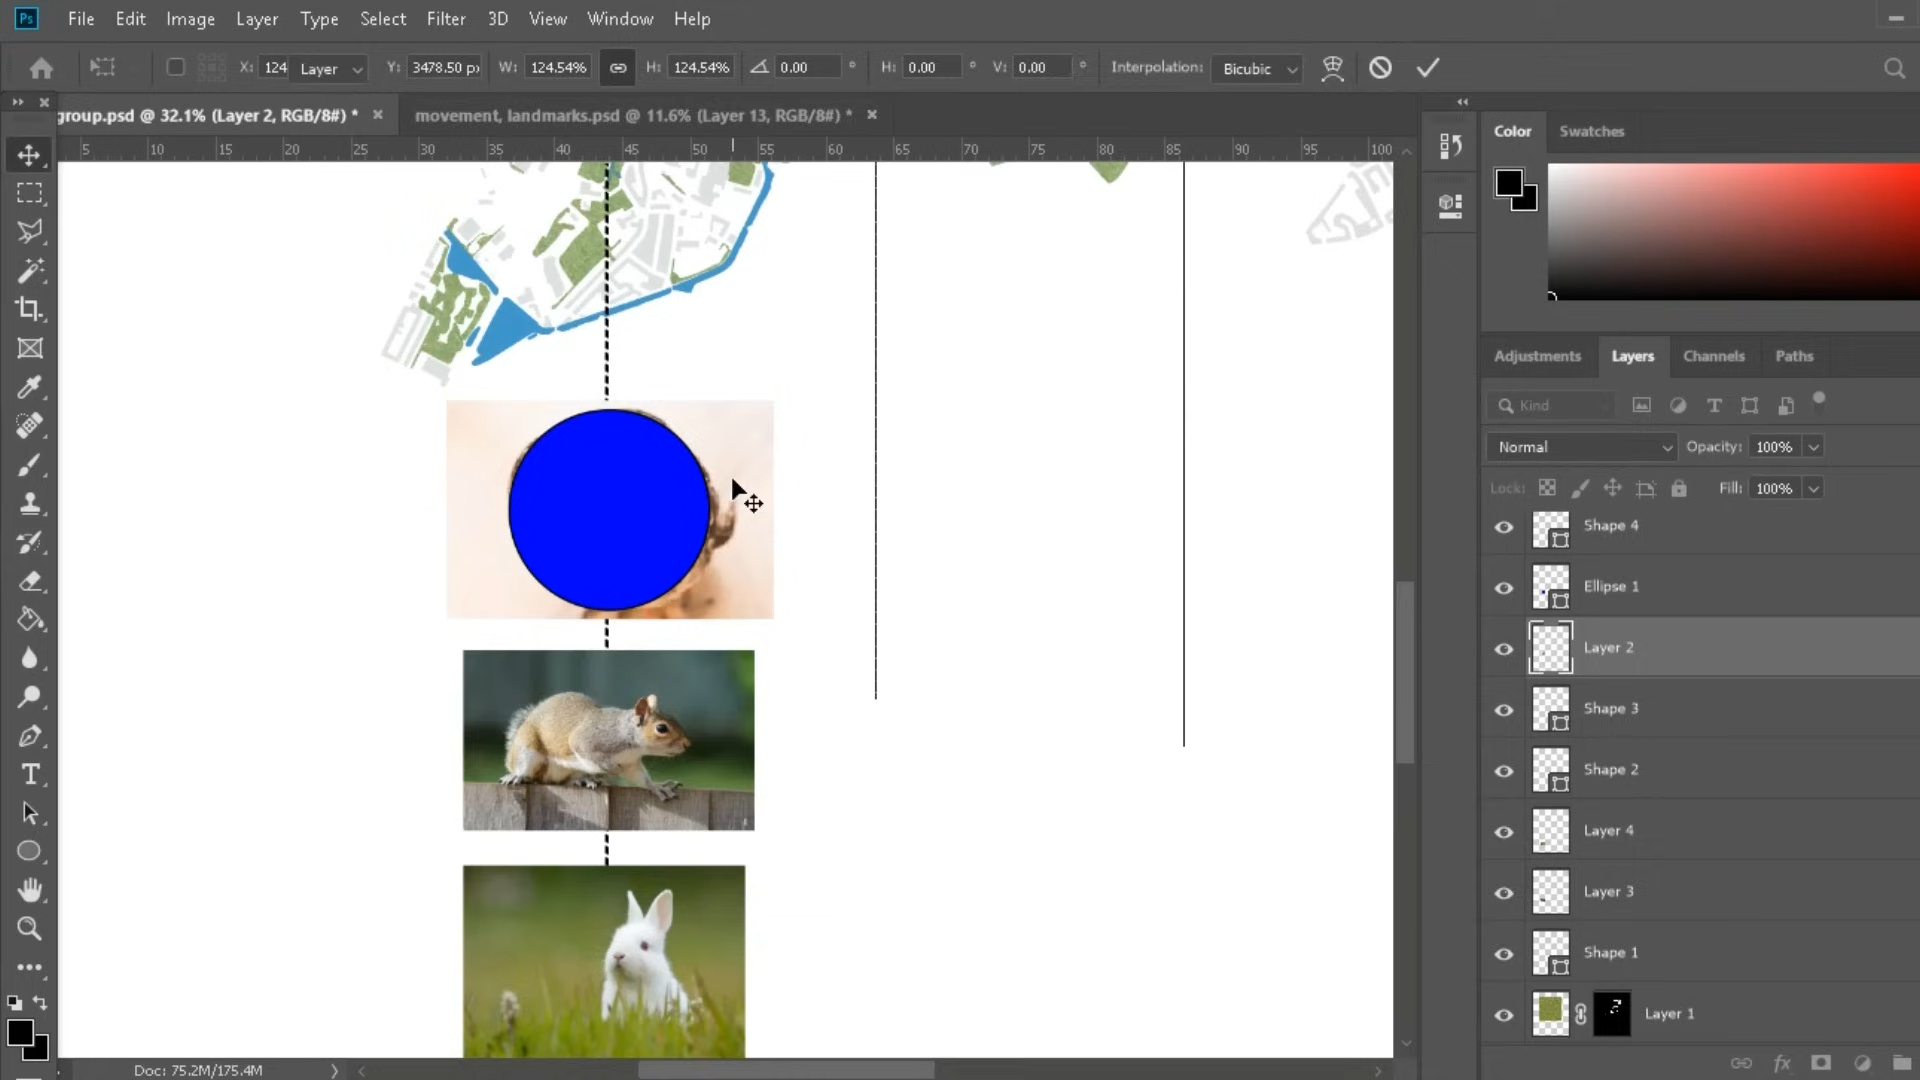 Ps File Edit Image Layer Type Select Filter 3D View Window Help
X: 124 Layer Y: 3478.50 p W: 124.54% H: 124.54% 0.00 ° H: 0.00 ° V: 0.00 ° Interpolation: Bicubic
group.psd @ 32.1% (Layer 2, RGB/8#) * × movement, landmarks.psd @ 11.6% (Layer 13, RGB/8#) * ×
5 10 15 20 25 30 35 40 45 50 55 60 65 70 75 80 85 90 95 100
Color Swatches
Adjustments Layers Channels Paths
Kind
Normal Opacity: 100%
Lock: Fill: 100%
Shape 4
Ellipse 1
Layer 2
Shape 3
Shape 2
Layer 4
Layer 3
Shape 1
Layer 1
fx
Doc: 75.2M/175.4M